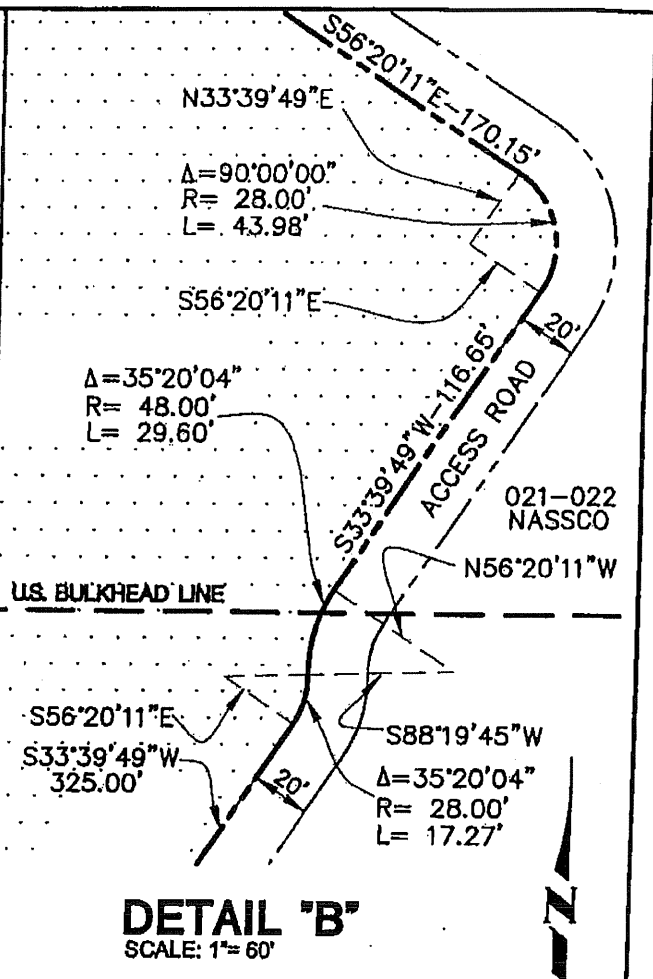 S56°20'11"E-170.15'
N33°39'49"E
Δ=90°00'00"
R= 28.00'
L= 43.98'
S56°20'11"E
20'
Δ=35°20'04"
R= 48.00'
L= 29.60'
S33°39'49"W-116.65'
ACCESS ROAD
021-022
NASSCO
N56°20'11"W
U.S. BULKHEAD LINE
S56°20'11"E
S88°19'45"W
S33°39'49"W
325.00'
20'
Δ=35°20'04"
R= 28.00'
L= 17.27'
N
DETAIL "B"
SCALE: 1"= 60'